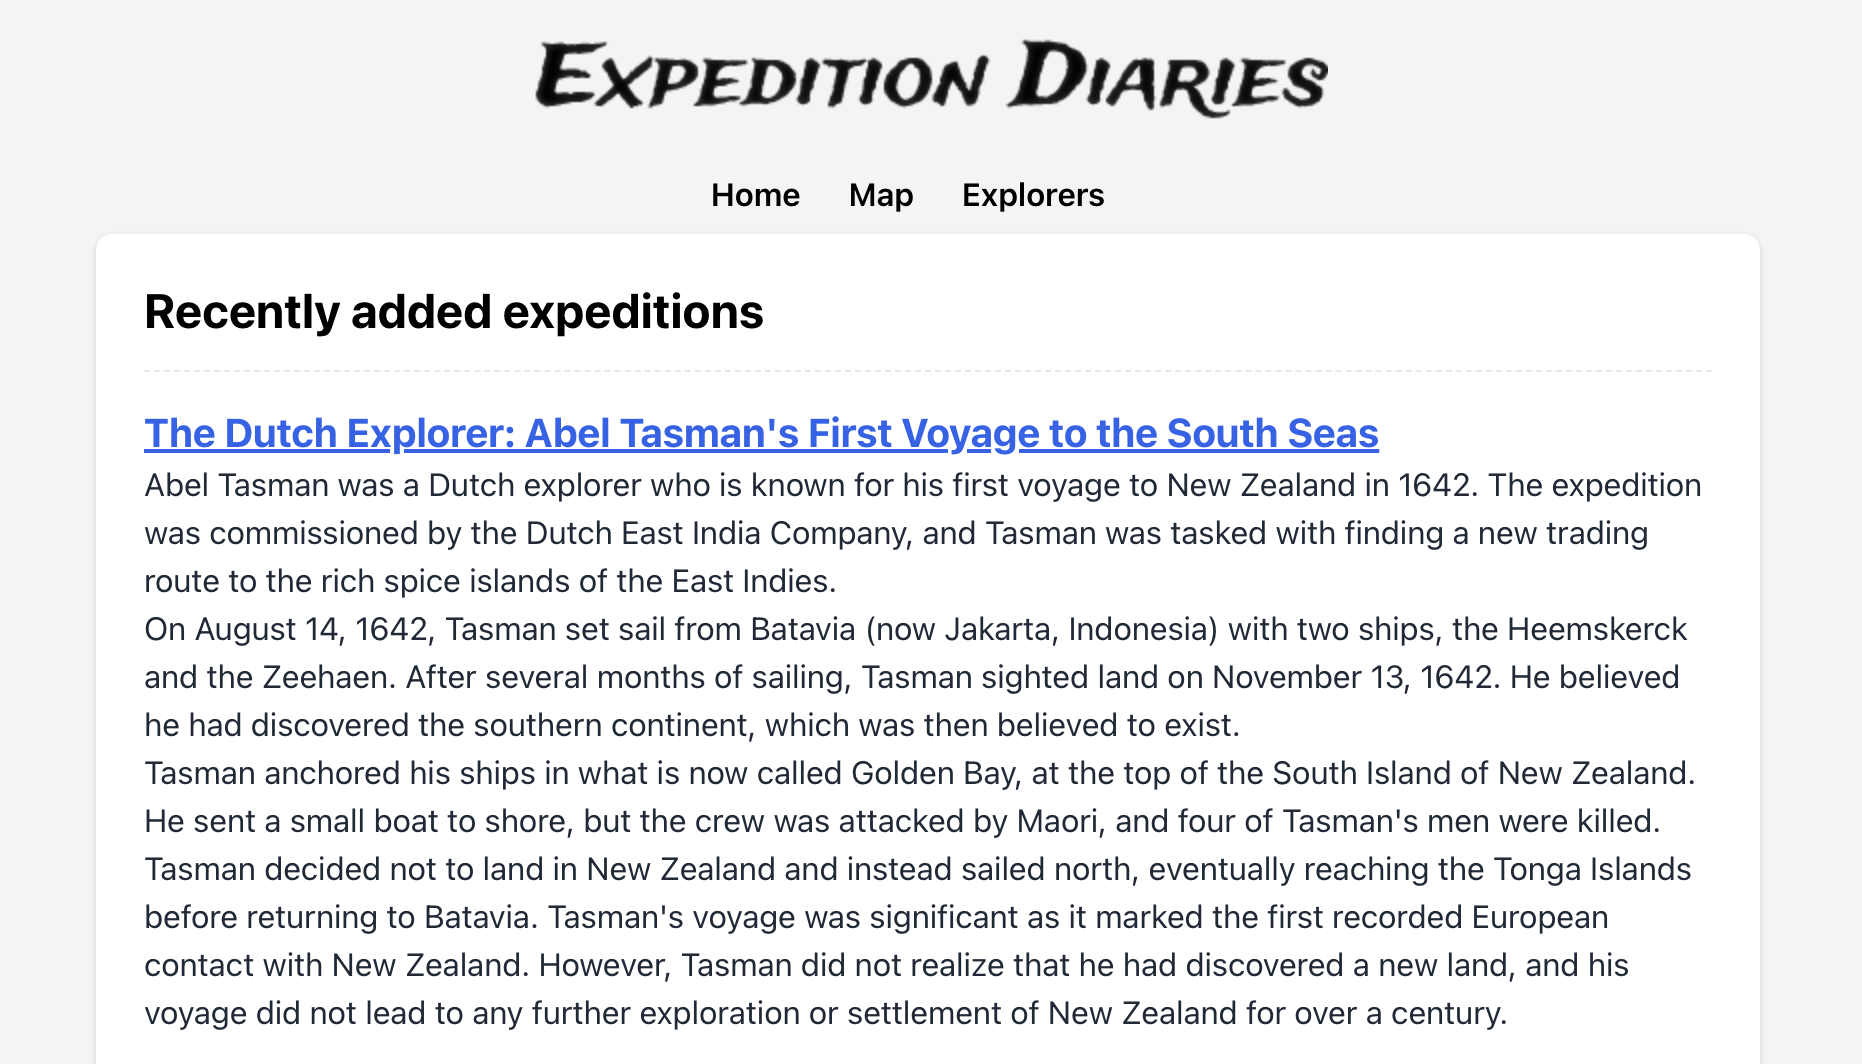 Expedition Diaries
Home Map Explorers
Recently added expeditions
The Dutch Explorer: Abel Tasman's First Voyage to the South Seas
Abel Tasman was a Dutch explorer who is known for his first voyage to New Zealand in 1642. The expedition
was commissioned by the Dutch East India Company, and Tasman was tasked with finding a new trading
route to the rich spice islands of the East Indies.
On August 14, 1642, Tasman set sail from Batavia (now Jakarta, Indonesia) with two ships, the Heemskerck
and the Zeehaen. After several months of sailing, Tasman sighted land on November 13, 1642. He believed
he had discovered the southern continent, which was then believed to exist.
Tasman anchored his ships in what is now called Golden Bay, at the top of the South Island of New Zealand.
He sent a small boat to shore, but the crew was attacked by Maori, and four of Tasman's men were killed.
Tasman decided not to land in New Zealand and instead sailed north, eventually reaching the Tonga Islands
before returning to Batavia. Tasman's voyage was significant as it marked the first recorded European
contact with New Zealand. However, Tasman did not realize that he had discovered a new land, and his
voyage did not lead to any further exploration or settlement of New Zealand for over a century.